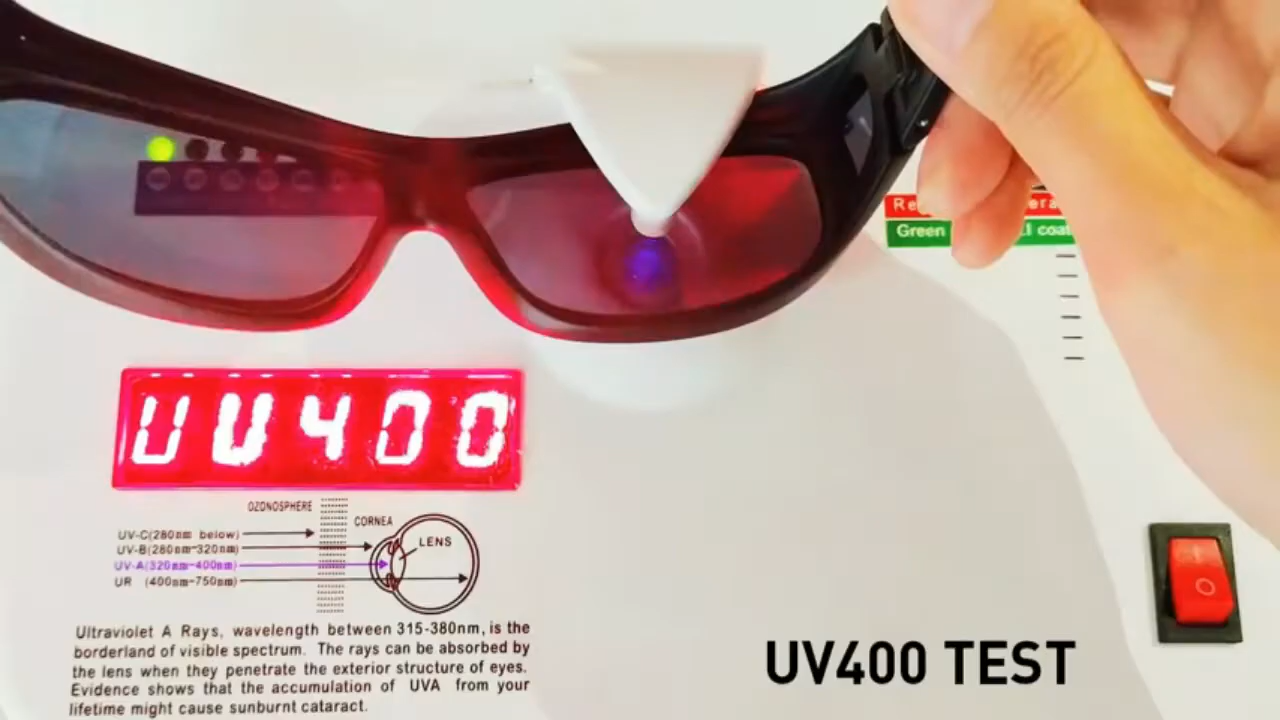 Re
era
Green
I coat
UV400
OZONOSPHERE
CORNEA
LENS
UV-C(280nm below)
UV-B(280nm-320nm)
UV-A(320nm-400nm)
UR (400nm-750nm)
Ultraviolet A Rays, wavelength between 315-380nm, is the
borderland of visible spectrum. The rays can be absorbed by
the lens when they penetrate the exterior structure of eyes.
Evidence shows that the accumulation of UVA from your
lifetime might cause sunburnt cataract.
UV400 TEST